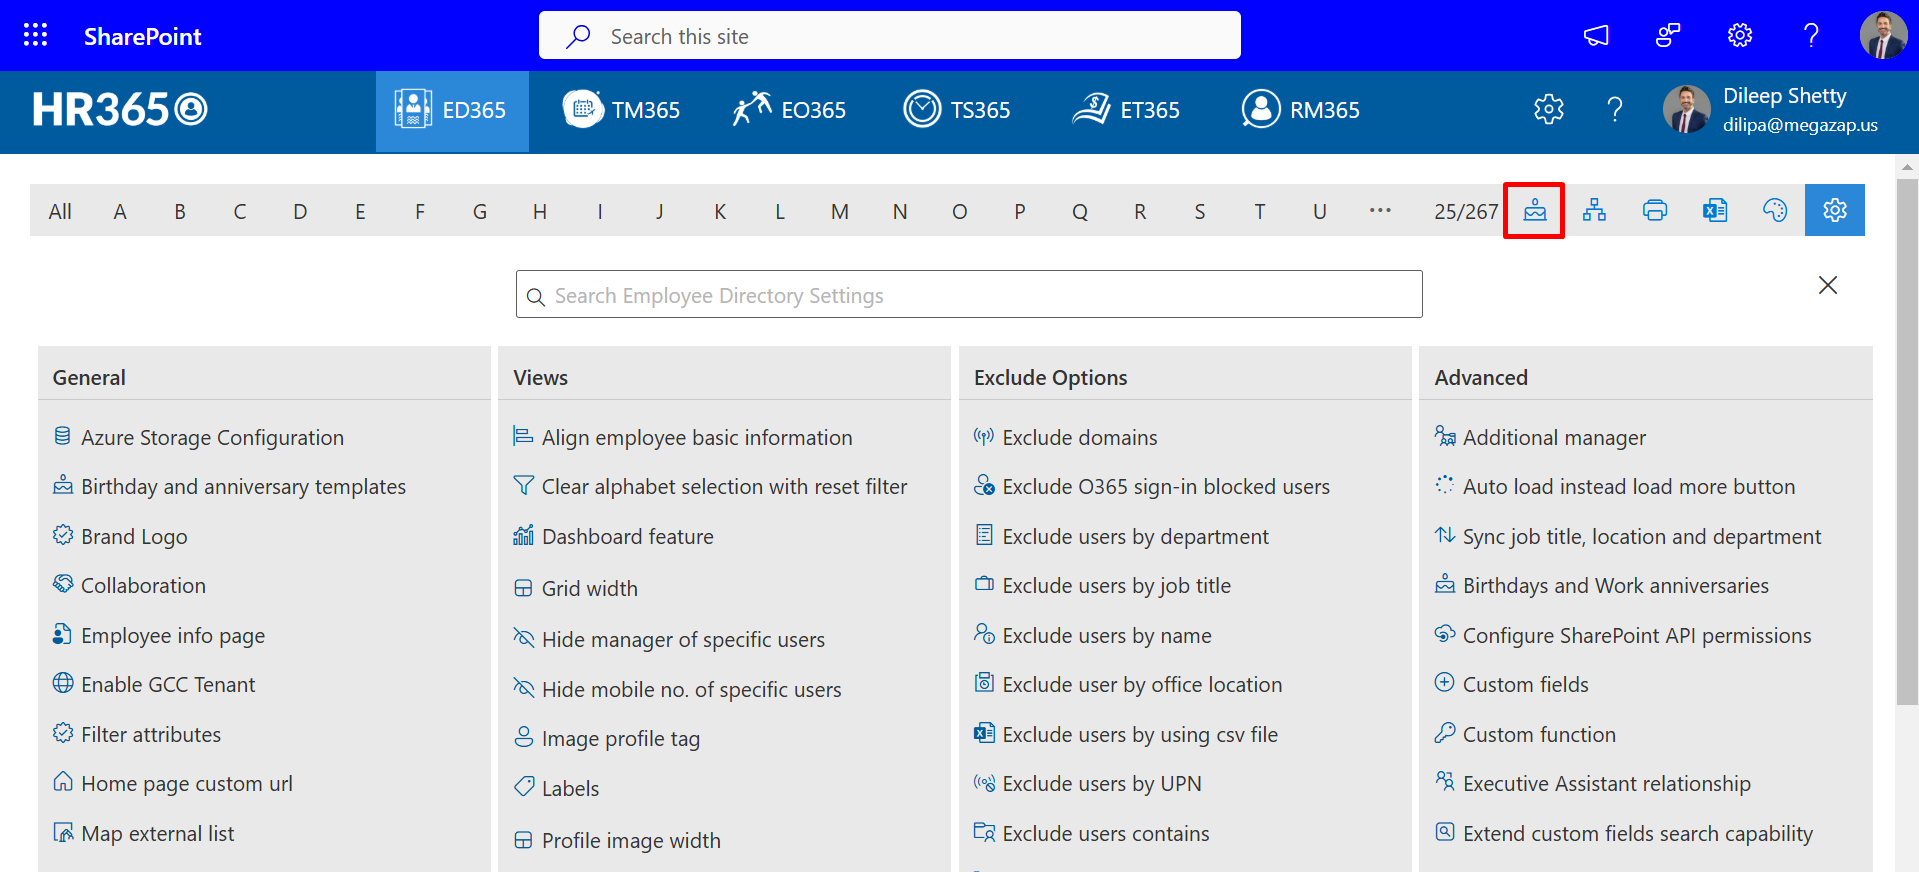 SharePoint
Search this site
HR365
ED365
TM365
EO365
TS365
ET365
RM365
Dileep Shetty
dilipa@megazap.us
All A B C D E F G H I J K L M N O P Q R S T U ... 25/267
Search Employee Directory Settings
General
Azure Storage Configuration
Birthday and anniversary templates
Brand Logo
Collaboration
Employee info page
Enable GCC Tenant
Filter attributes
Home page custom url
Map external list
Views
Align employee basic information
Clear alphabet selection with reset filter
Dashboard feature
Grid width
Hide manager of specific users
Hide mobile no. of specific users
Image profile tag
Labels
Profile image width
Exclude Options
Exclude domains
Exclude O365 sign-in blocked users
Exclude users by department
Exclude users by job title
Exclude users by name
Exclude user by office location
Exclude users by using csv file
Exclude users by UPN
Exclude users contains
Advanced
Additional manager
Auto load instead load more button
Sync job title, location and department
Birthdays and Work anniversaries
Configure SharePoint API permissions
Custom fields
Custom function
Executive Assistant relationship
Extend custom fields search capability